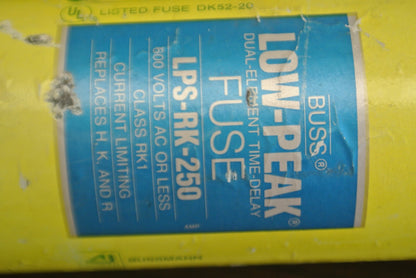 LISTED FUSE DK52-20
BUSS®
LOW-PEAK®
DUAL-ELEMENT TIME-DELAY
FUSE
LPS-RK-250
AMP
600 VOLTS AC OR LESS
CLASS RK1
CURRENT LIMITING
REPLACES H, K, AND R
BUSSMANN